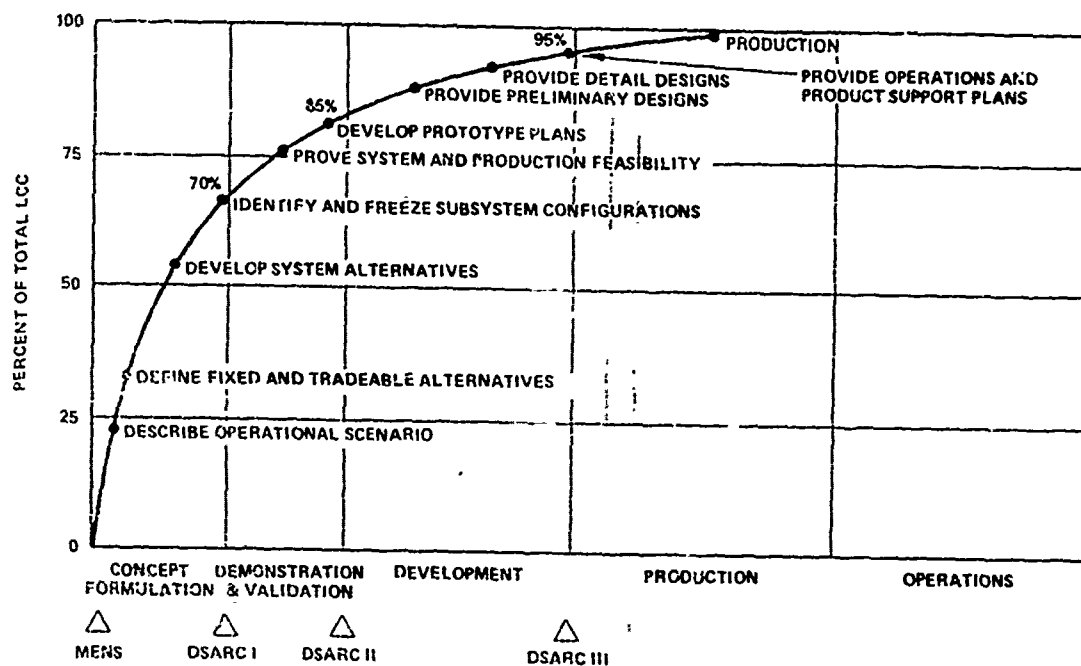 100
95%
PRODUCTION
PROVIDE OPERATIONS AND
PRODUCT SUPPORT PLANS
PROVIDE DETAIL DESIGNS
PROVIDE PRELIMINARY DESIGNS
85%
DEVELOP PROTOTYPE PLANS
75
PROVE SYSTEM AND PRODUCTION FEASIBILITY
70%
IDENTIFY AND FREEZE SUBSYSTEM CONFIGURATIONS
DEVELOP SYSTEM ALTERNATIVES
50
PERCENT OF TOTAL LCC
DEFINE FIXED AND TRADEABLE ALTERNATIVES
25
DESCRIBE OPERATIONAL SCENARIO
0
CONCEPT
FORMULATION
DEMONSTRATION
& VALIDATION
DEVELOPMENT
PRODUCTION
OPERATIONS
MENS
DSARC I
DSARC II
DSARC III